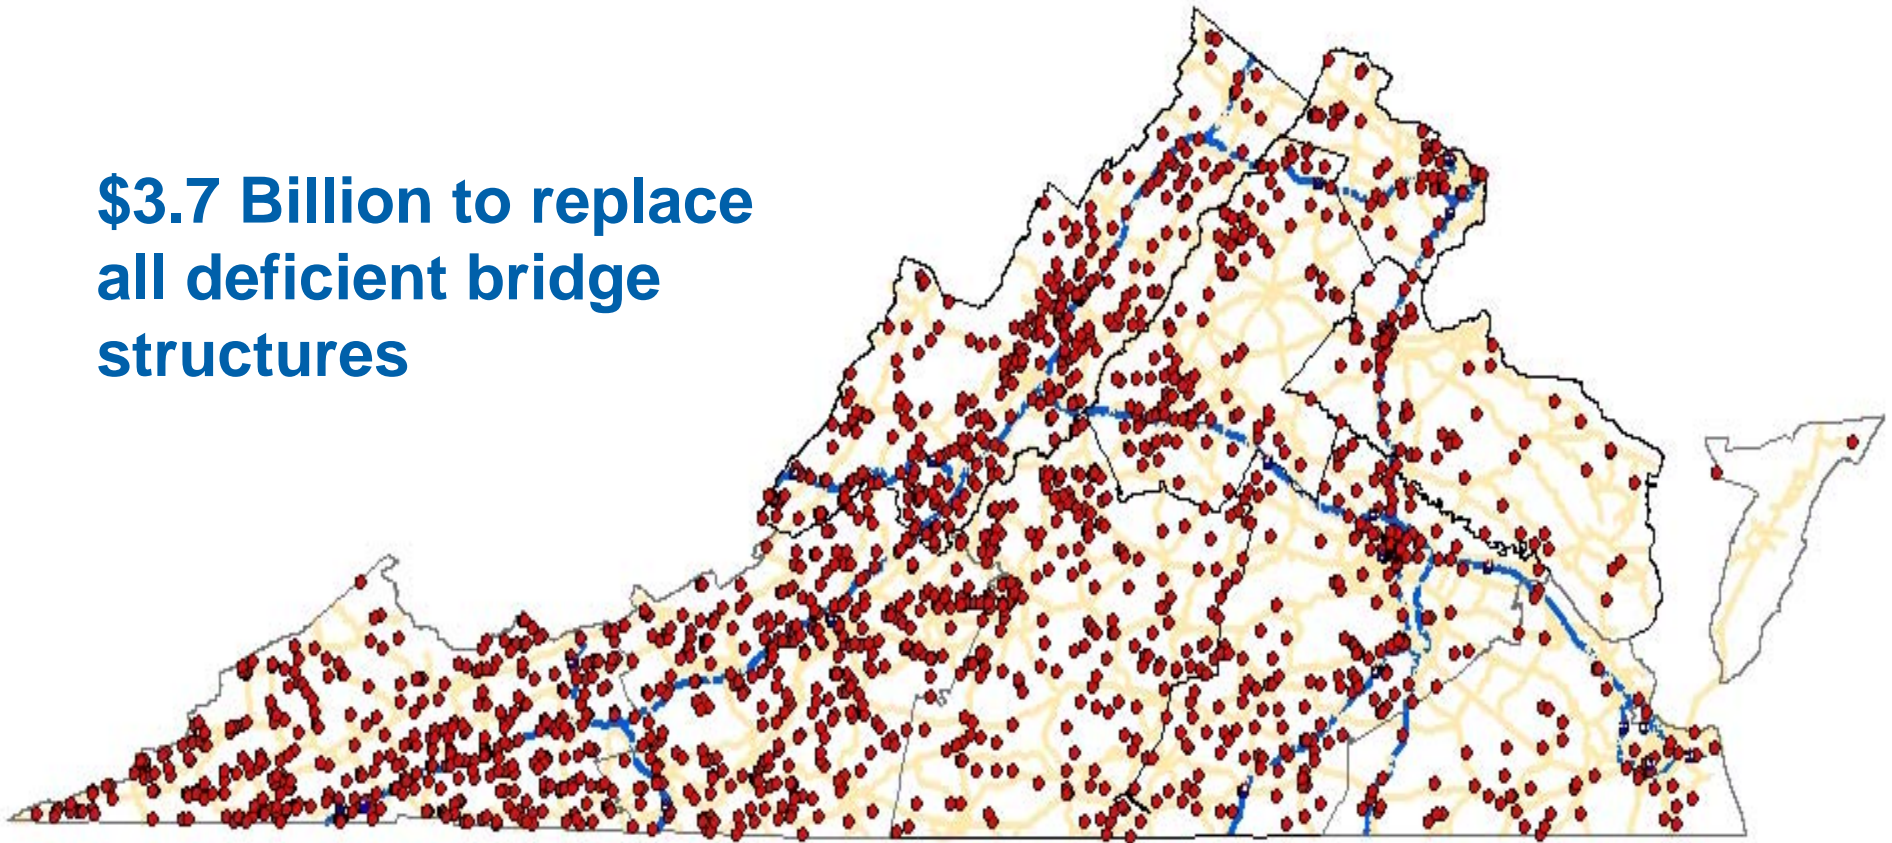 $3.7 Billion to replace
all deficient bridge
structures